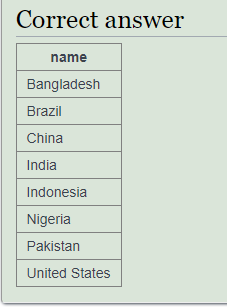 Correct answer
name
Bangladesh
Brazil
China
India
Indonesia
Nigeria
Pakistan
United States